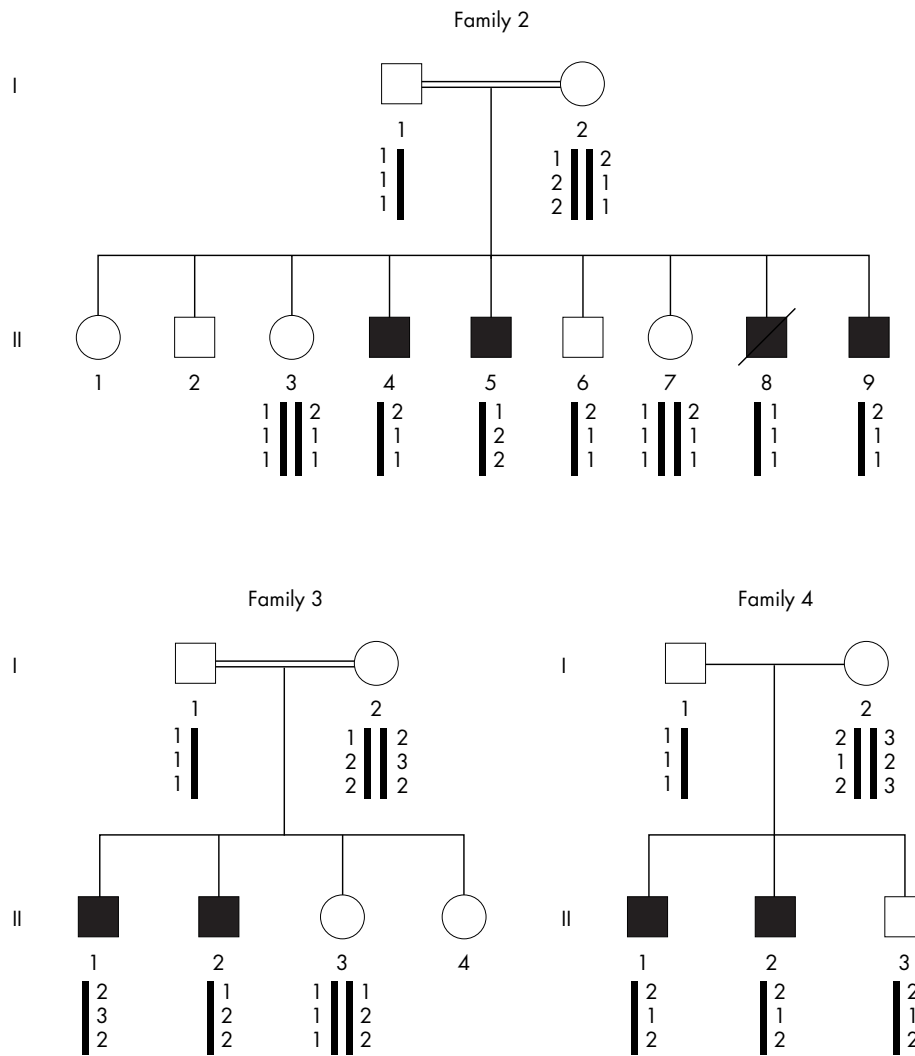 Family 2
I
1 2
1 1 2
1 2 1
1 2 1
II
1 2 3 4 5 6 7 8 9
1 2 2 1 2 1 2 1 2
1 1 1 2 1 1 1 1 1
1 1 1 2 1 1 1 1 1
Family 3 Family 4
I I
1 2 1 2
1 1 2 1 2 3
1 2 3 1 1 2
1 2 2 1 2 3
II II
1 2 3 4 1 2 3
2 1 1 1 2 2 2
3 2 1 2 1 1 1
2 2 1 2 2 2 2